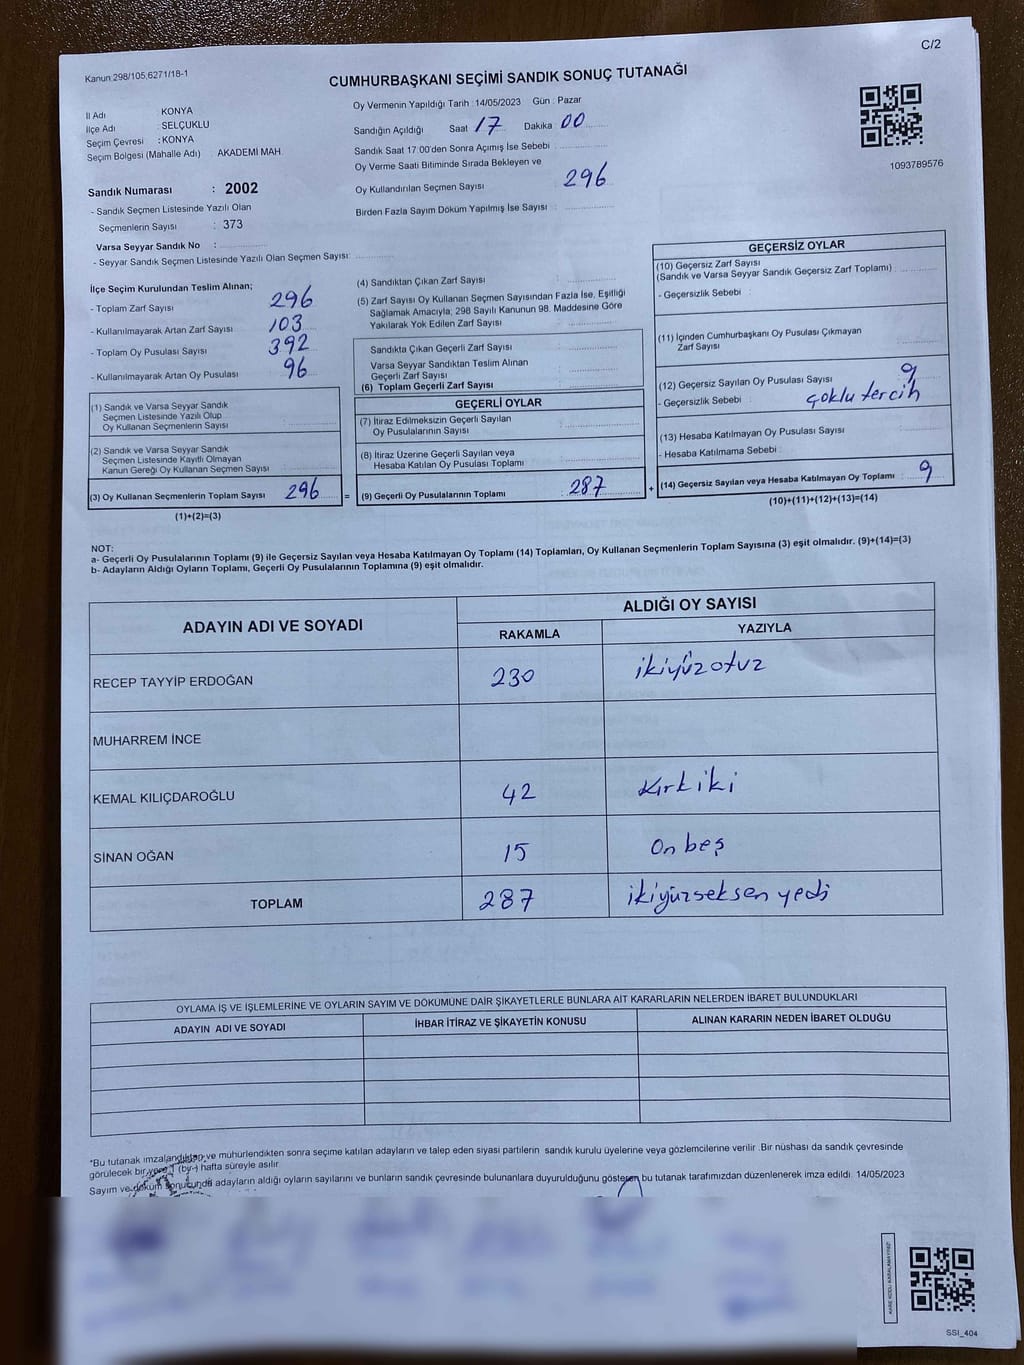 C/2
Kanun:298/105,6271/18-1
CUMHURBAŞKANI SEÇİMİ SANDIK SONUÇ TUTANAĞI
1093789576
İl Adı KONYA
İlçe Adı : SELÇUKLU
Seçim Çevresi : KONYA
Seçim Bölgesi (Mahalle Adı) : AKADEMİ MAH.
Sandık Numarası : 2002
- Sandık Seçmen Listesinde Yazılı Olan
Seçmenlerin Sayısı : 373
Varsa Seyyar Sandık No :
- Seyyar Sandık Seçmen Listesinde Yazılı Olan Seçmen Sayısı:
Oy Vermenin Yapıldığı Tarih : 14/05/2023 Gün : Pazar
Sandığın Açıldığı Saat 17 Dakika 00
Sandık Saat 17:00'den Sonra Açımış İse Sebebi :
Oy Verme Saati Bitiminde Sırada Bekleyen ve
Oy Kullandırılan Seçmen Sayısı : 296
Birden Fazla Sayım Döküm Yapılmış İse Sayısı :
İlçe Seçim Kurulundan Teslim Alınan;
- Toplam Zarf Sayısı 296
- Kullanılmayarak Artan Zarf Sayısı 103
- Toplam Oy Pusulası Sayısı 392
- Kullanılmayarak Artan Oy Pusulası 96
(1) Sandık ve Varsa Seyyar Sandık
Seçmen Listesinde Yazılı Olup
Oy Kullanan Seçmenlerin Sayısı :
(2) Sandık ve Varsa Seyyar Sandık
Seçmen Listesinde Kayıtlı Olmayan
Kanun Gereği Oy Kullanan Seçmen Sayısı :
(3) Oy Kullanan Seçmenlerin Toplam Sayısı : 296
(1)+(2)=(3)
=
(4) Sandıktan Çıkan Zarf Sayısı :
(5) Zarf Sayısı Oy Kullanan Seçmen Sayısından Fazla İse, Eşitliği
Sağlamak Amacıyla, 298 Sayılı Kanunun 98. Maddesine Göre
Yakılarak Yok Edilen Zarf Sayısı :
Sandıkta Çıkan Geçerli Zarf Sayısı :
Varsa Seyyar Sandıktan Teslim Alınan
Geçerli Zarf Sayısı :
(6) Toplam Geçerli Zarf Sayısı :
GEÇERLİ OYLAR
(7) İtiraz Edilmeksizin Geçerli Sayılan
Oy Pusulalarının Sayısı :
(8) İtiraz Üzerine Geçerli Sayılan veya
Hesaba Katılan Oy Pusulası Toplamı :
(9) Geçerli Oy Pusulalarının Toplamı : 287
+
GEÇERSİZ OYLAR
(10) Geçersiz Zarf Sayısı
(Sandık ve Varsa Seyyar Sandık Geçersiz Zarf Toplamı) :
- Geçersizlik Sebebi :
(11) İçinden Cumhurbaşkanı Oy Pusulası Çıkmayan
Zarf Sayısı :
(12) Geçersiz Sayılan Oy Pusulası Sayısı : 9
- Geçersizlik Sebebi : çoklu tercih
(13) Hesaba Katılmayan Oy Pusulası Sayısı :
- Hesaba Katılmama Sebebi :
(14) Geçersiz Sayılan veya Hesaba Katılmayan Oy Toplamı : 9
(10)+(11)+(12)+(13)=(14)
NOT:
a- Geçerli Oy Pusulalarının Toplamı (9) ile Geçersiz Sayılan veya Hesaba Katılmayan Oy Toplamı (14) Toplamları, Oy Kullanan Seçmenlerin Toplam Sayısına (3) eşit olmalıdır. (9)+(14)=(3)
b- Adayların Aldığı Oyların Toplamı, Geçerli Oy Pusulalarının Toplamına (9) eşit olmalıdır.
ADAYIN ADI VE SOYADI ALDIĞI OY SAYISI
RAKAMLA YAZIYLA
RECEP TAYYİP ERDOĞAN 230 ikiyüzotuz
MUHARREM İNCE
KEMAL KILIÇDAROĞLU 42 Kırkiki
SİNAN OĞAN 15 On beş
TOPLAM 287 ikiyüzseksen yedi
OYLAMA İŞ VE İŞLEMLERİNE VE OYLARIN SAYIM VE DÖKÜMÜNE DAİR ŞİKAYETLERLE BUNLARA AİT KARARLARIN NELERDEN İBARET BULUNDUKLARI
ADAYIN ADI VE SOYADI İHBAR İTİRAZ VE ŞİKAYETİN KONUSU ALINAN KARARIN NEDEN İBARET OLDUĞU
*Bu tutanak imzalandıktan ve mühürlendikten sonra seçime katılan adayların ve talep eden siyasi partilerin sandık kurulu üyelerine veya gözlemcilerine verilir .Bir nüshası da sandık çevresinde
görülecek bir yere 1 (bir) hafta süreyle asılır.
Sayım ve döküm sonucunda adayların aldığı oyların sayılarını ve bunların sandık çevresinde bulunanlara duyurulduğunu gösteren bu tutanak tarafımızdan düzenlenerek imza edildi. 14/05/2023
KARE KODU KARALAMAYINIZ!
SSI_404